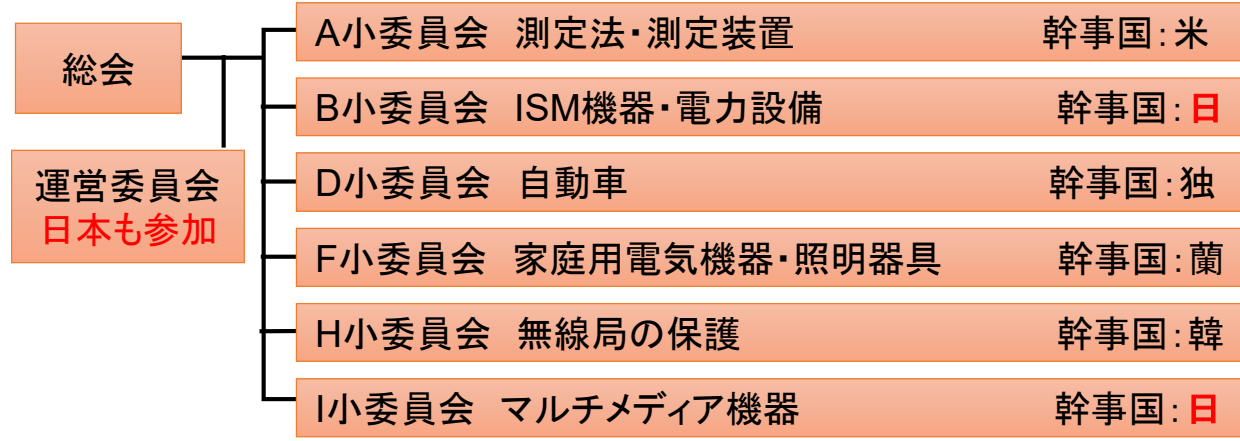 総会
運営委員会
日本も参加
A小委員会 測定法・測定装置 幹事国:米
B小委員会 ISM機器・電力設備 幹事国:日
D小委員会 自動車 幹事国:独
F小委員会 家庭用電気機器・照明器具 幹事国:蘭
H小委員会 無線局の保護 幹事国:韓
I小委員会 マルチメディア機器 幹事国:日